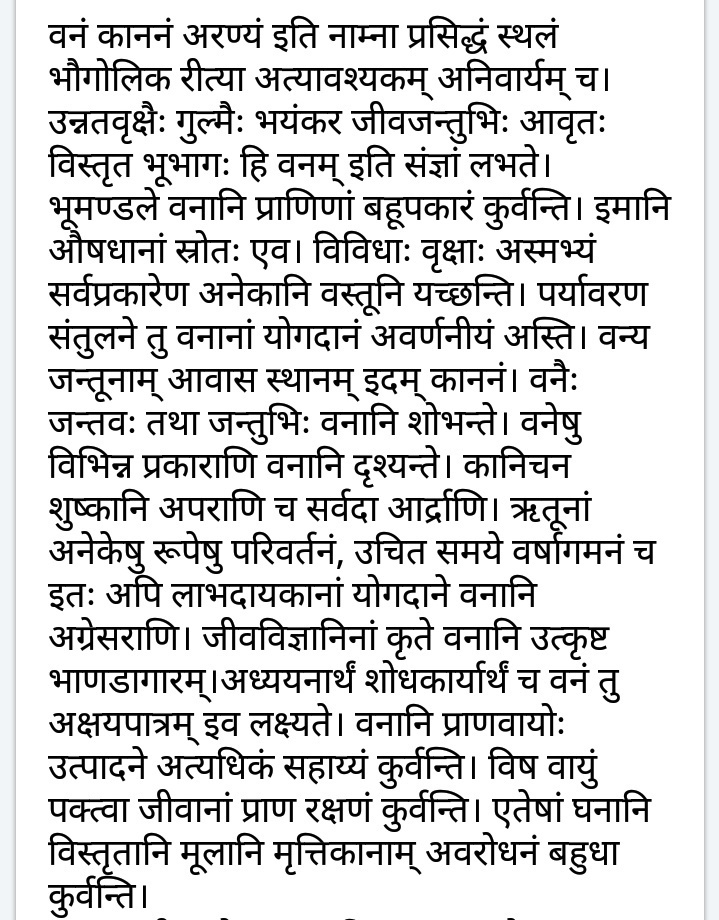 वनं काननं अरण्यं इति नाम्ना प्रसिद्धं स्थलं
भौगोलिक रीत्या अत्यावश्यकम् अनिवार्यम् च।
उन्नतवृक्षैः गुल्मैः भयंकर जीवजन्तुभिः आवृतः
विस्तृत भूभागः हि वनम् इति संज्ञां लभते।
भूमण्डले वनानि प्राणिणां बहूपकारं कुर्वन्ति। इमानि
औषधानां स्रोतः एव। विविधाः वृक्षाः अस्मभ्यं
सर्वप्रकारेण अनेकानि वस्तूनि यच्छन्ति। पर्यावरण
संतुलने तु वनानां योगदानं अवर्णनीयं अस्ति। वन्य
जन्तूनाम् आवास स्थानम् इदम् काननं। वनैः
जन्तवः तथा जन्तुभिः वनानि शोभन्ते। वनेषु
विभिन्न प्रकाराणि वनानि दृश्यन्ते। कानिचन
शुष्कानि अपराणि च सर्वदा आर्द्राणि। ऋतूनां
अनेकेषु रूपेषु परिवर्तनं, उचित समये वर्षागमनं च
इतः अपि लाभदायकानां योगदाने वनानि
अग्रेसराणि। जीवविज्ञानिनां कृते वनानि उत्कृष्ट
भाणडागारम्।अध्ययनार्थं शोधकार्यार्थं च वनं तु
अक्षयपात्रम् इव लक्ष्यते। वनानि प्राणवायोः
उत्पादने अत्यधिकं सहाय्यं कुर्वन्ति। विष वायुं
पक्त्वा जीवानां प्राण रक्षणं कुर्वन्ति। एतेषां घनानि
विस्तृतानि मूलानि मृत्तिकानाम् अवरोधनं बहुधा
कुर्वन्ति।